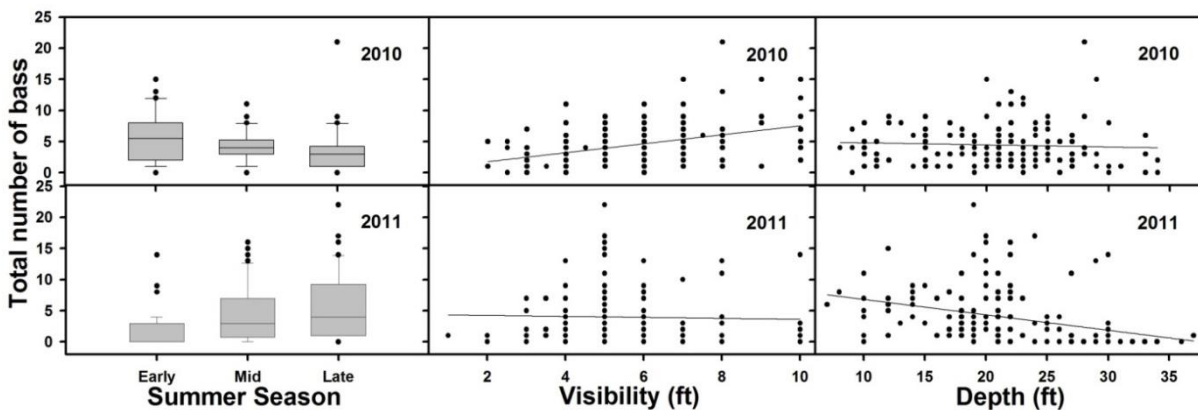 Total number of bass
25
20
15
10
5
0
2010
2010
2010
25
20
15
10
5
0
2011
2011
2011
Early Mid Late
2 4 6 8 10
10 15 20 25 30 35
Summer Season
Visibility (ft)
Depth (ft)